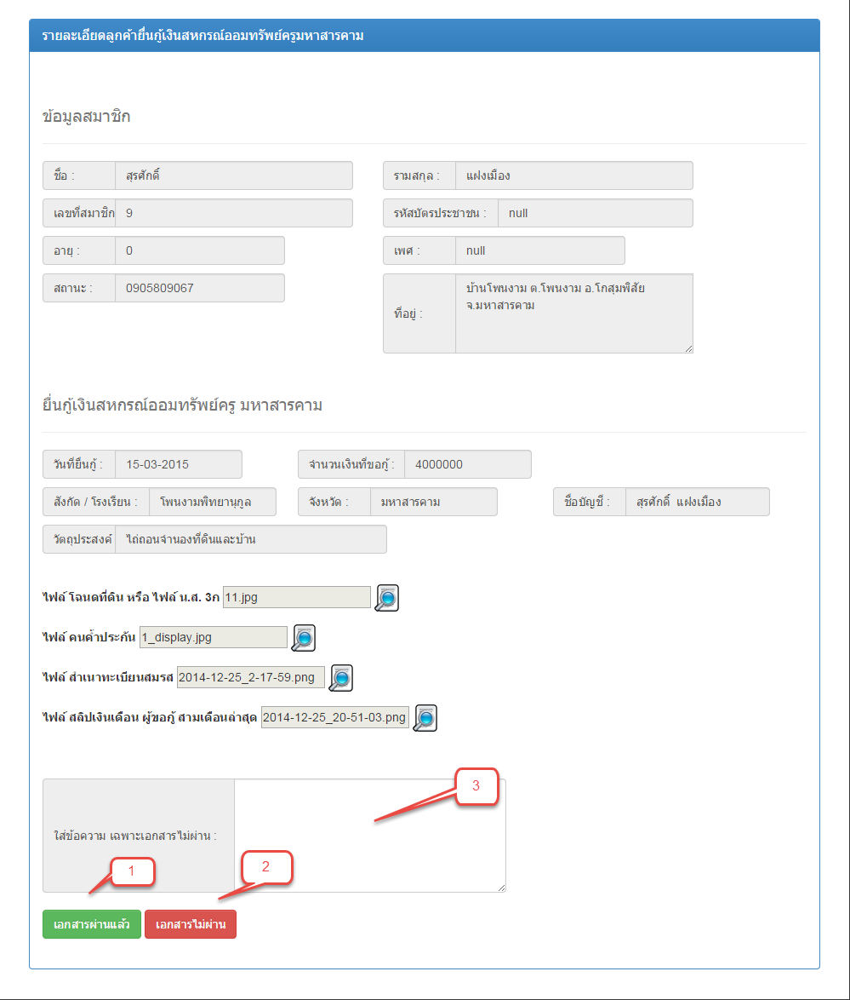 รายละเอียดลูกค้ายื่นกู้เงินสหกรณ์ออมทรัพย์ครูมหาสารคาม
ข้อมูลสมาชิก
ชื่อ : สุรศักดิ์ รามสกุล : แฝงเมือง
เลขที่สมาชิก 9 รหัสบัตรประชาชน : null
อายุ : 0 เพศ : null
สถานะ : 0905809067 ที่อยู่ : บ้านโพนงาม ต.โพนงาม อ.โกสุมพิสัย
จ.มหาสารคาม
ยื่นกู้เงินสหกรณ์ออมทรัพย์ครู มหาสารคาม
วันที่ยืนกู้ : 15-03-2015 จำนวนเงินที่ขอกู้ : 4000000
สังกัด / โรงเรียน : โพนงามพิทยานุกูล จังหวัด : มหาสารคาม ชื่อบัญชี : สุรศักดิ์ แฝงเมือง
วัตถุประสงค์ ไถ่ถอนจำนองที่ดินและบ้าน
ไฟล์ โฉนดที่ดิน หรือ ไฟล์ น.ส. 3ก 11.jpg
ไฟล์ คนค้ำประกัน 1_display.jpg
ไฟล์ สำเนาทะเบียนสมรส 2014-12-25_2-17-59.png
ไฟล์ สลิปเงินเดือน ผู้ขอกู้ สามเดือนล่าสุด 2014-12-25_20-51-03.png
3
ใส่ข้อความ เฉพาะเอกสารไม่ผ่าน :
1 2
เอกสารผ่านแล้ว เอกสารไม่ผ่าน